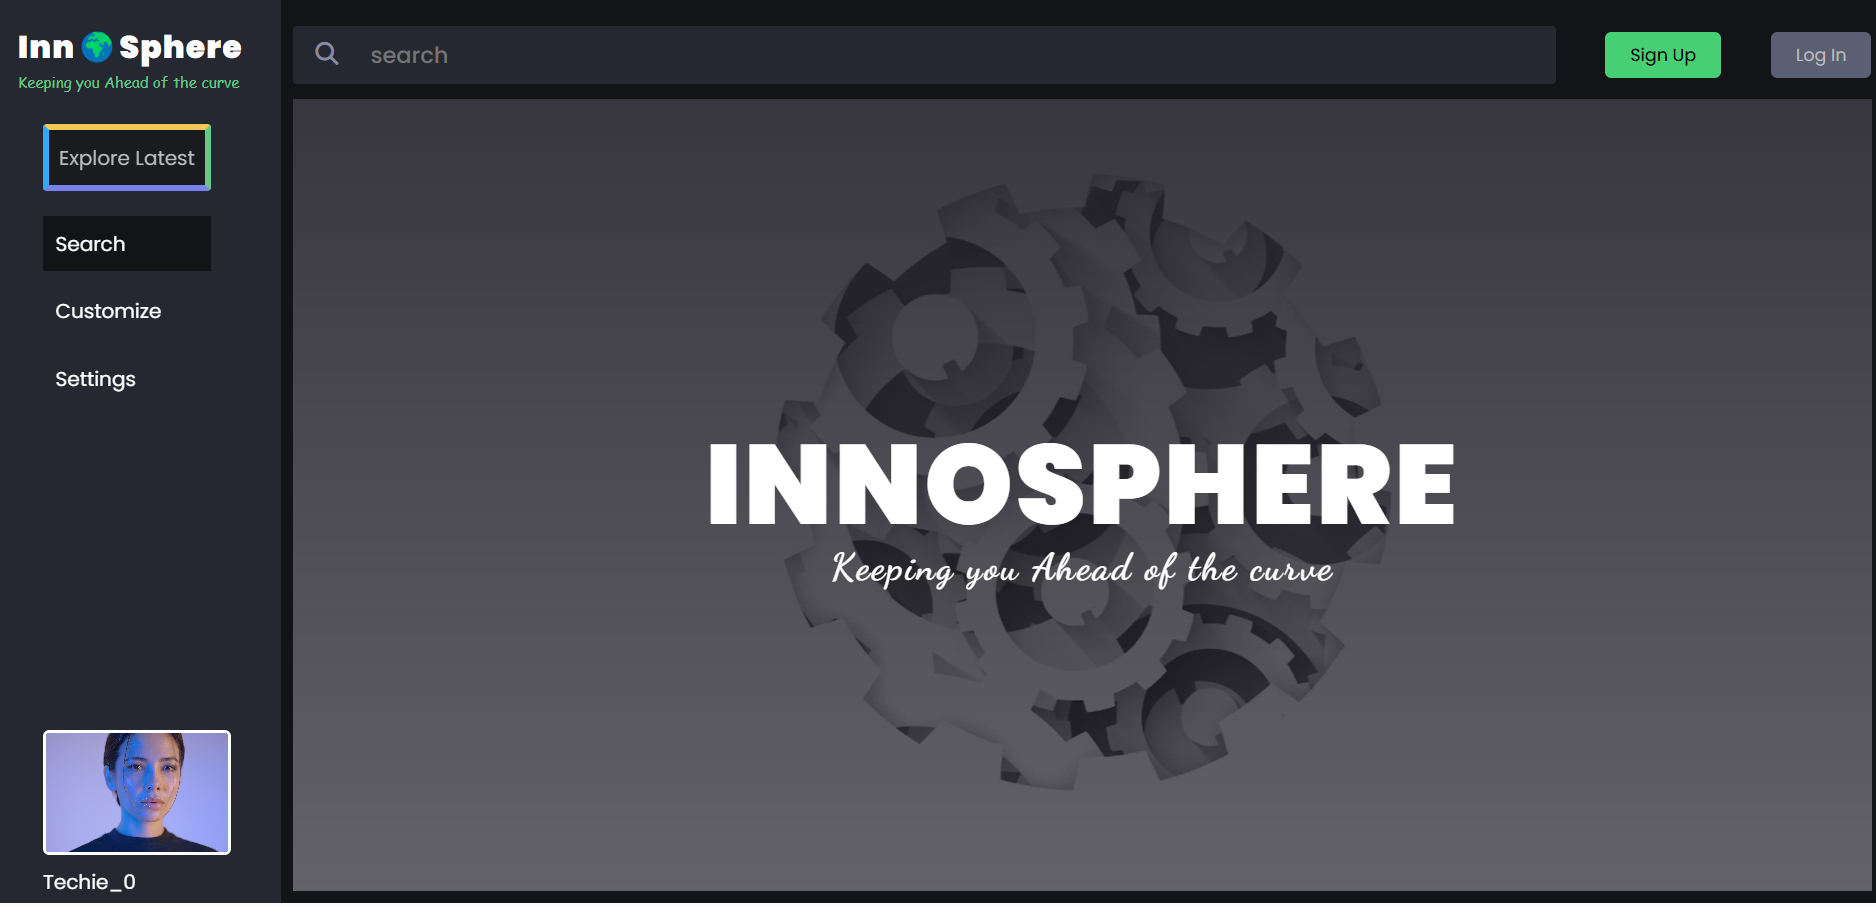 Inn Sphere
Keeping you Ahead of the curve
Explore Latest
Search
Customize
Settings
Techie_0
search
Sign Up
Log In
INNOSPHERE
Keeping you Ahead of the curve